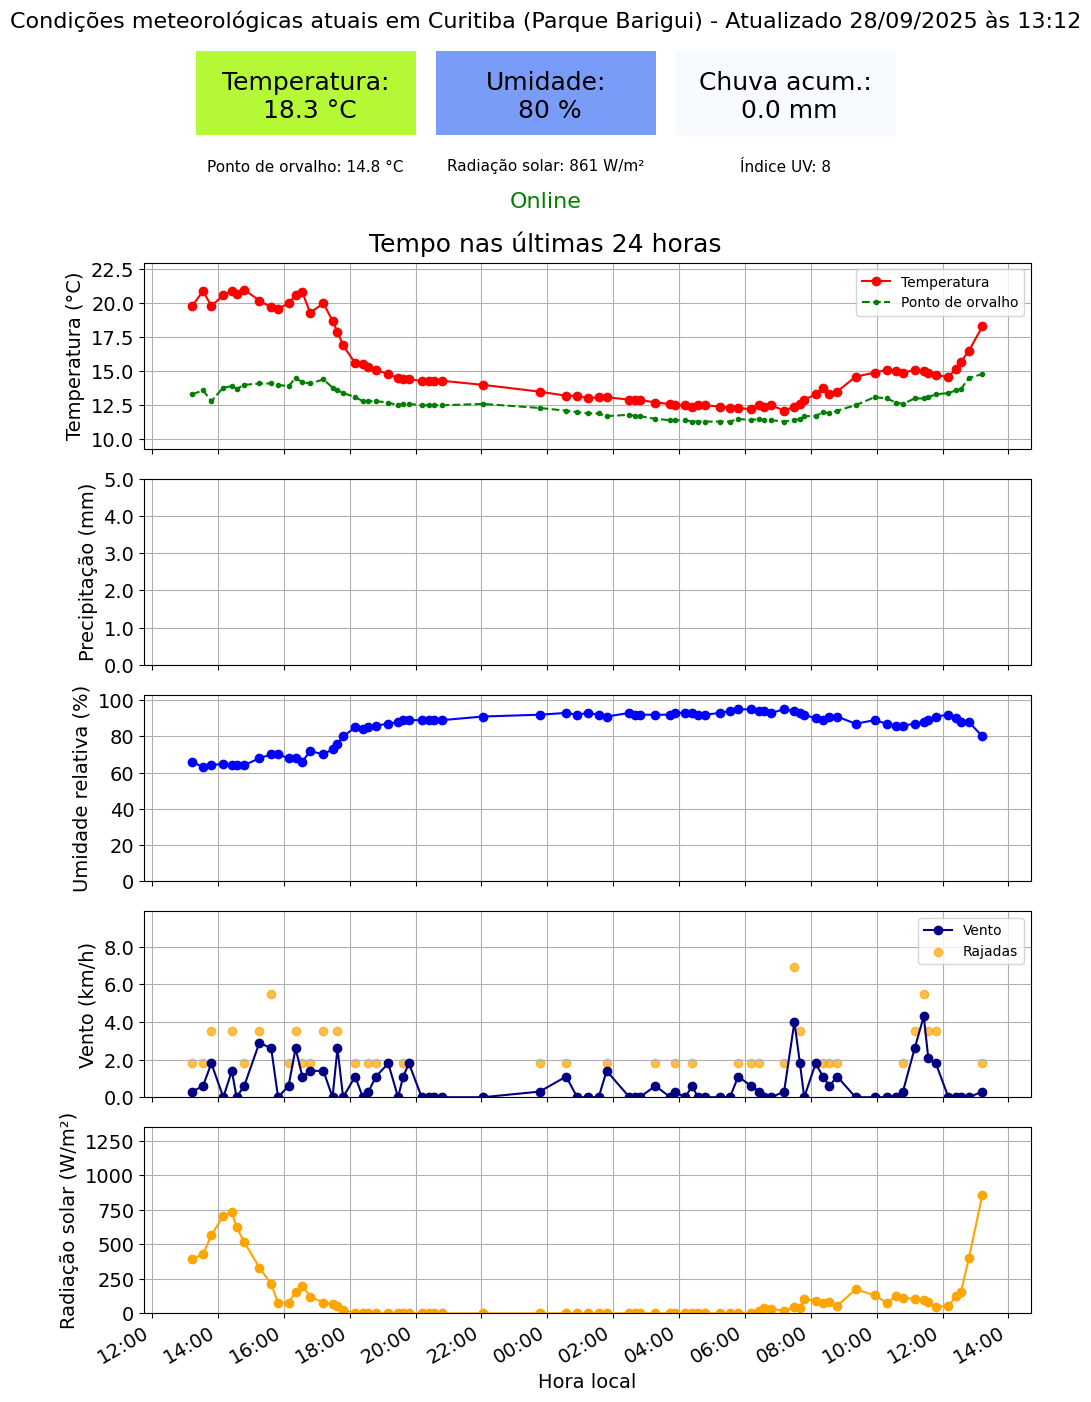 Condições meteorológicas atuais em Curitiba (Parque Barigui) - Atualizado 28/09/2025 às 13:12
Temperatura:
18.3 °C
Umidade:
80 %
Chuva acum.:
0.0 mm
Ponto de orvalho: 14.8 °C
Radiação solar: 861 W/m²
Índice UV: 8
Online
Tempo nas últimas 24 horas
Temperatura (°C)
22.5
20.0
17.5
15.0
12.5
10.0
Temperatura
Ponto de orvalho
Precipitação (mm)
5.0
4.0
3.0
2.0
1.0
0.0
Umidade relativa (%)
100
80
60
40
20
0
Vento (km/h)
8.0
6.0
4.0
2.0
0.0
Vento
Rajadas
Radiação solar (W/m²)
1250
1000
750
500
250
0
12:00
14:00
16:00
18:00
20:00
22:00
00:00
02:00
04:00
06:00
08:00
10:00
12:00
14:00
Hora local